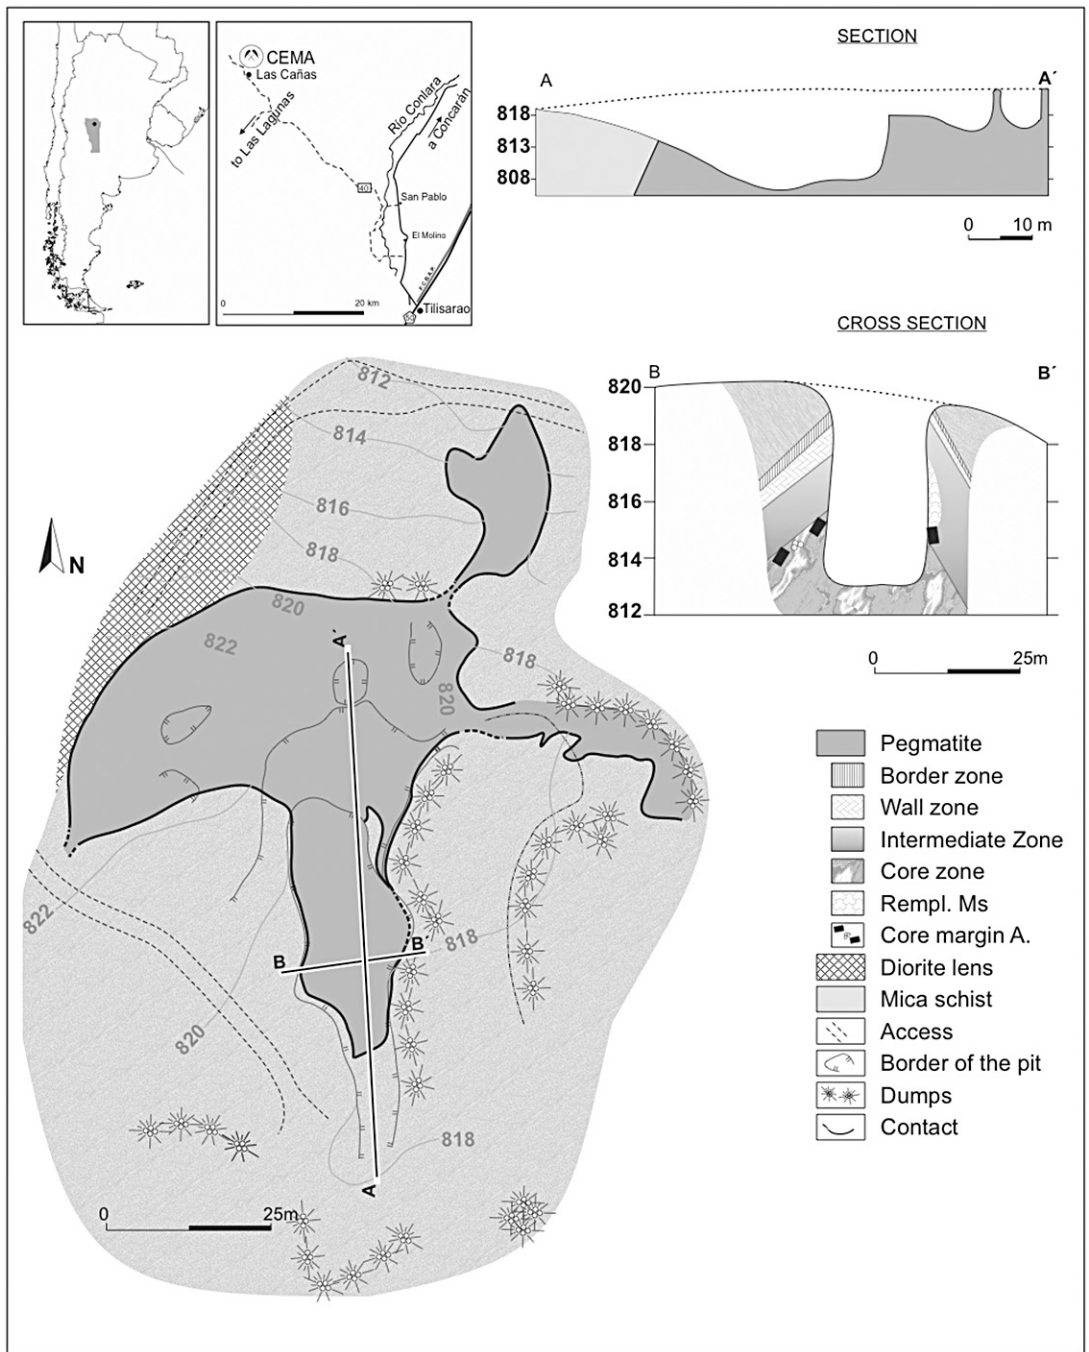 CEMA
Las Cañas
to Las Lagunas
Río Conlara
a Concarán
40
San Pablo
El Molino
F.C.G.S.P.
0 20 km
Tilisarao
SECTION
A A´
818
813
808
0 10 m
CROSS SECTION
B B´
820
818
816
814
812
0 25m
812
814
816
818
820
822
A´
818
820
N
822
B B´
818
820
818
A
0 25m
Pegmatite
Border zone
Wall zone
Intermediate Zone
Core zone
Rempl. Ms
Core margin A.
Diorite lens
Mica schist
Access
Border of the pit
Dumps
Contact